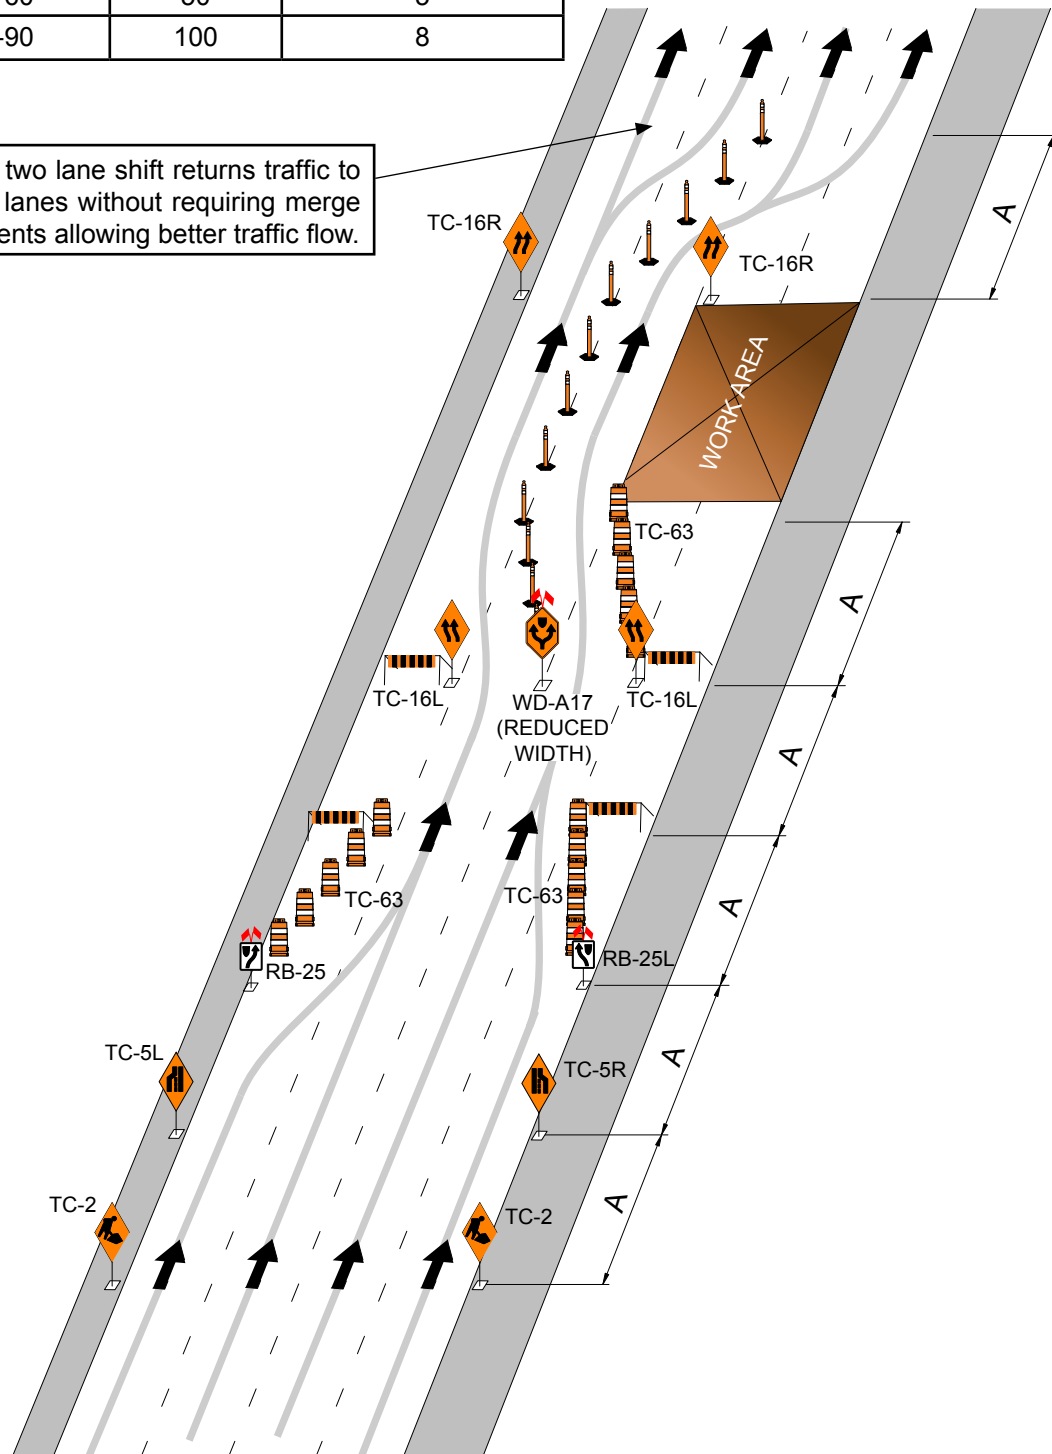 -90 100 8
two lane shift returns traffic to
lanes without requiring merge
ents allowing better traffic flow.
TC-16R
TC-16R
A
WORK AREA
TC-63
A
TC-16L
WD-A17
(REDUCED
WIDTH)
TC-16L
A
TC-63
TC-63
A
RB-25
RB-25L
TC-5L
TC-5R
A
TC-2
TC-2
A